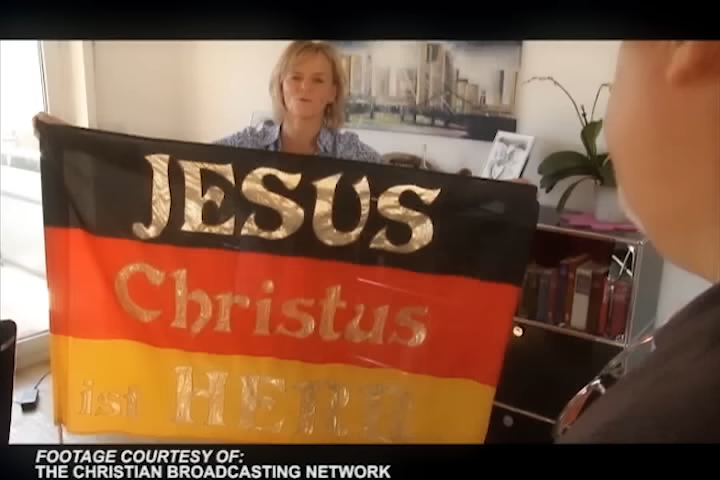 JESUS
Christus
ist HERR
FOOTAGE COURTESY OF:
THE CHRISTIAN BROADCASTING NETWORK